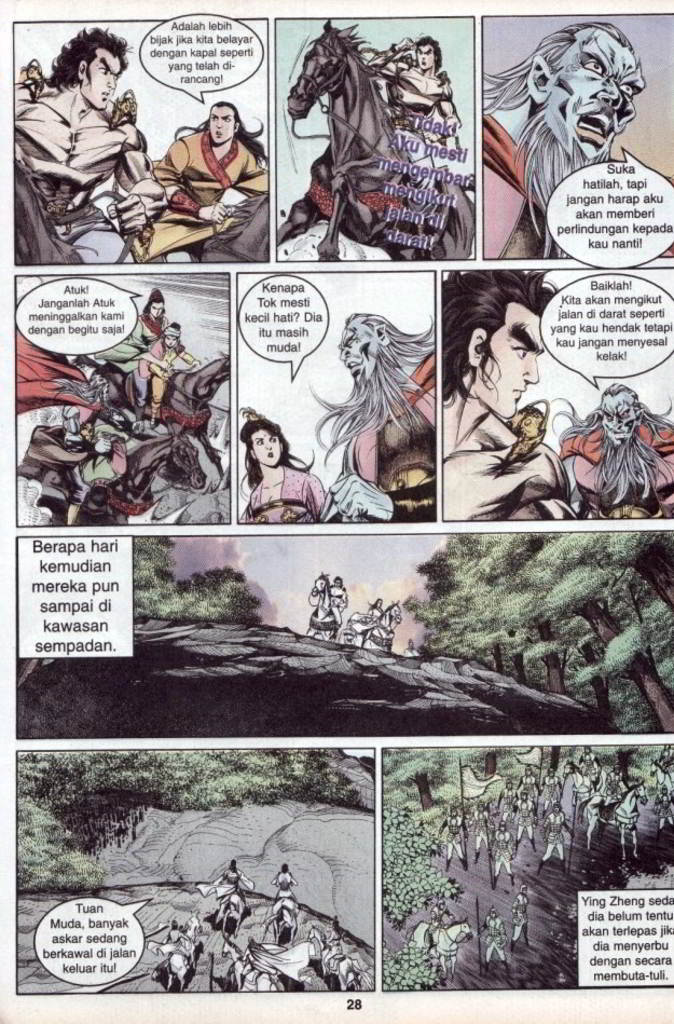 Adalah lebih
bijak jika kita belayar
dengan kapal seperti
yang telah di-
rancang!
Tidak!
Aku mesti
mengembar
mengikut
jalan di
darat!
Suka
hatilah, tapi
jangan harap aku
akan memberi
perlindungan kepada
kau nanti!
Atuk!
Janganlah Atuk
meninggalkan kami
dengan begitu saja!
Kenapa
Tok mesti
kecil hati? Dia
itu masih
muda!
Baiklah!
Kita akan mengikut
jalan di darat seperti
yang kau hendak tetapi
kau jangan menyesal
kelak!
Berapa hari
kemudian
mereka pun
sampai di
kawasan
sempadan.
Tuan
Muda, banyak
askar sedang
berkawal di jalan
keluar itu!
Ying Zheng seda
dia belum tentu
akan terlepas jika
dia menyerbu
dengan secara
membuta-tuli.
28